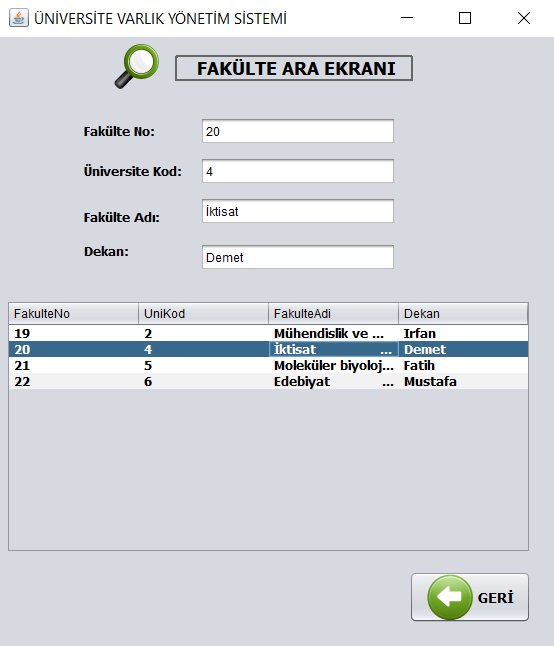 ÜNİVERSİTE VARLIK YÖNETİM SİSTEMİ
FAKÜLTE ARA EKRANI
Fakülte No: 20
Üniversite Kod: 4
Fakülte Adı: İktisat
Dekan: Demet
FakulteNo UniKod FakulteAdi Dekan
19 2 Mühendislik ve ... Irfan
20 4 İktisat ... Demet
21 5 Moleküler biyoloj... Fatih
22 6 Edebiyat ... Mustafa
GERİ